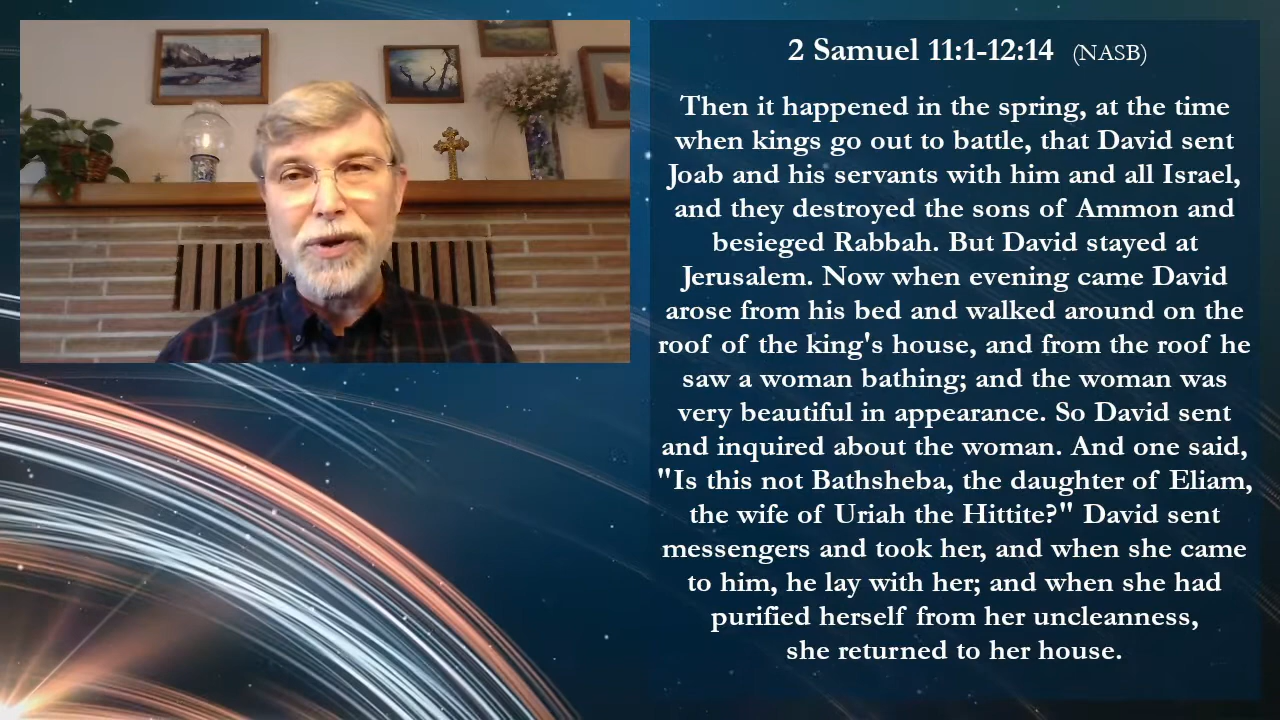 2 Samuel 11:1-12:14 (NASB)
Then it happened in the spring, at the time
when kings go out to battle, that David sent
Joab and his servants with him and all Israel,
and they destroyed the sons of Ammon and
besieged Rabbah. But David stayed at
Jerusalem. Now when evening came David
arose from his bed and walked around on the
roof of the king's house, and from the roof he
saw a woman bathing; and the woman was
very beautiful in appearance. So David sent
and inquired about the woman. And one said,
"Is this not Bathsheba, the daughter of Eliam,
the wife of Uriah the Hittite?" David sent
messengers and took her, and when she came
to him, he lay with her; and when she had
purified herself from her uncleanness,
she returned to her house.